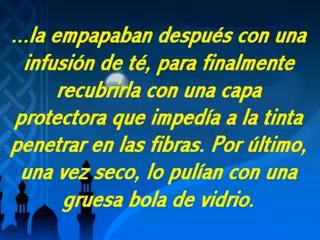 ...la empapaban después con una
infusión de té, para finalmente
recubrirla con una capa
protectora que impedía a la tinta
penetrar en las fibras. Por último,
una vez seco, lo pulían con una
gruesa bola de vidrio.